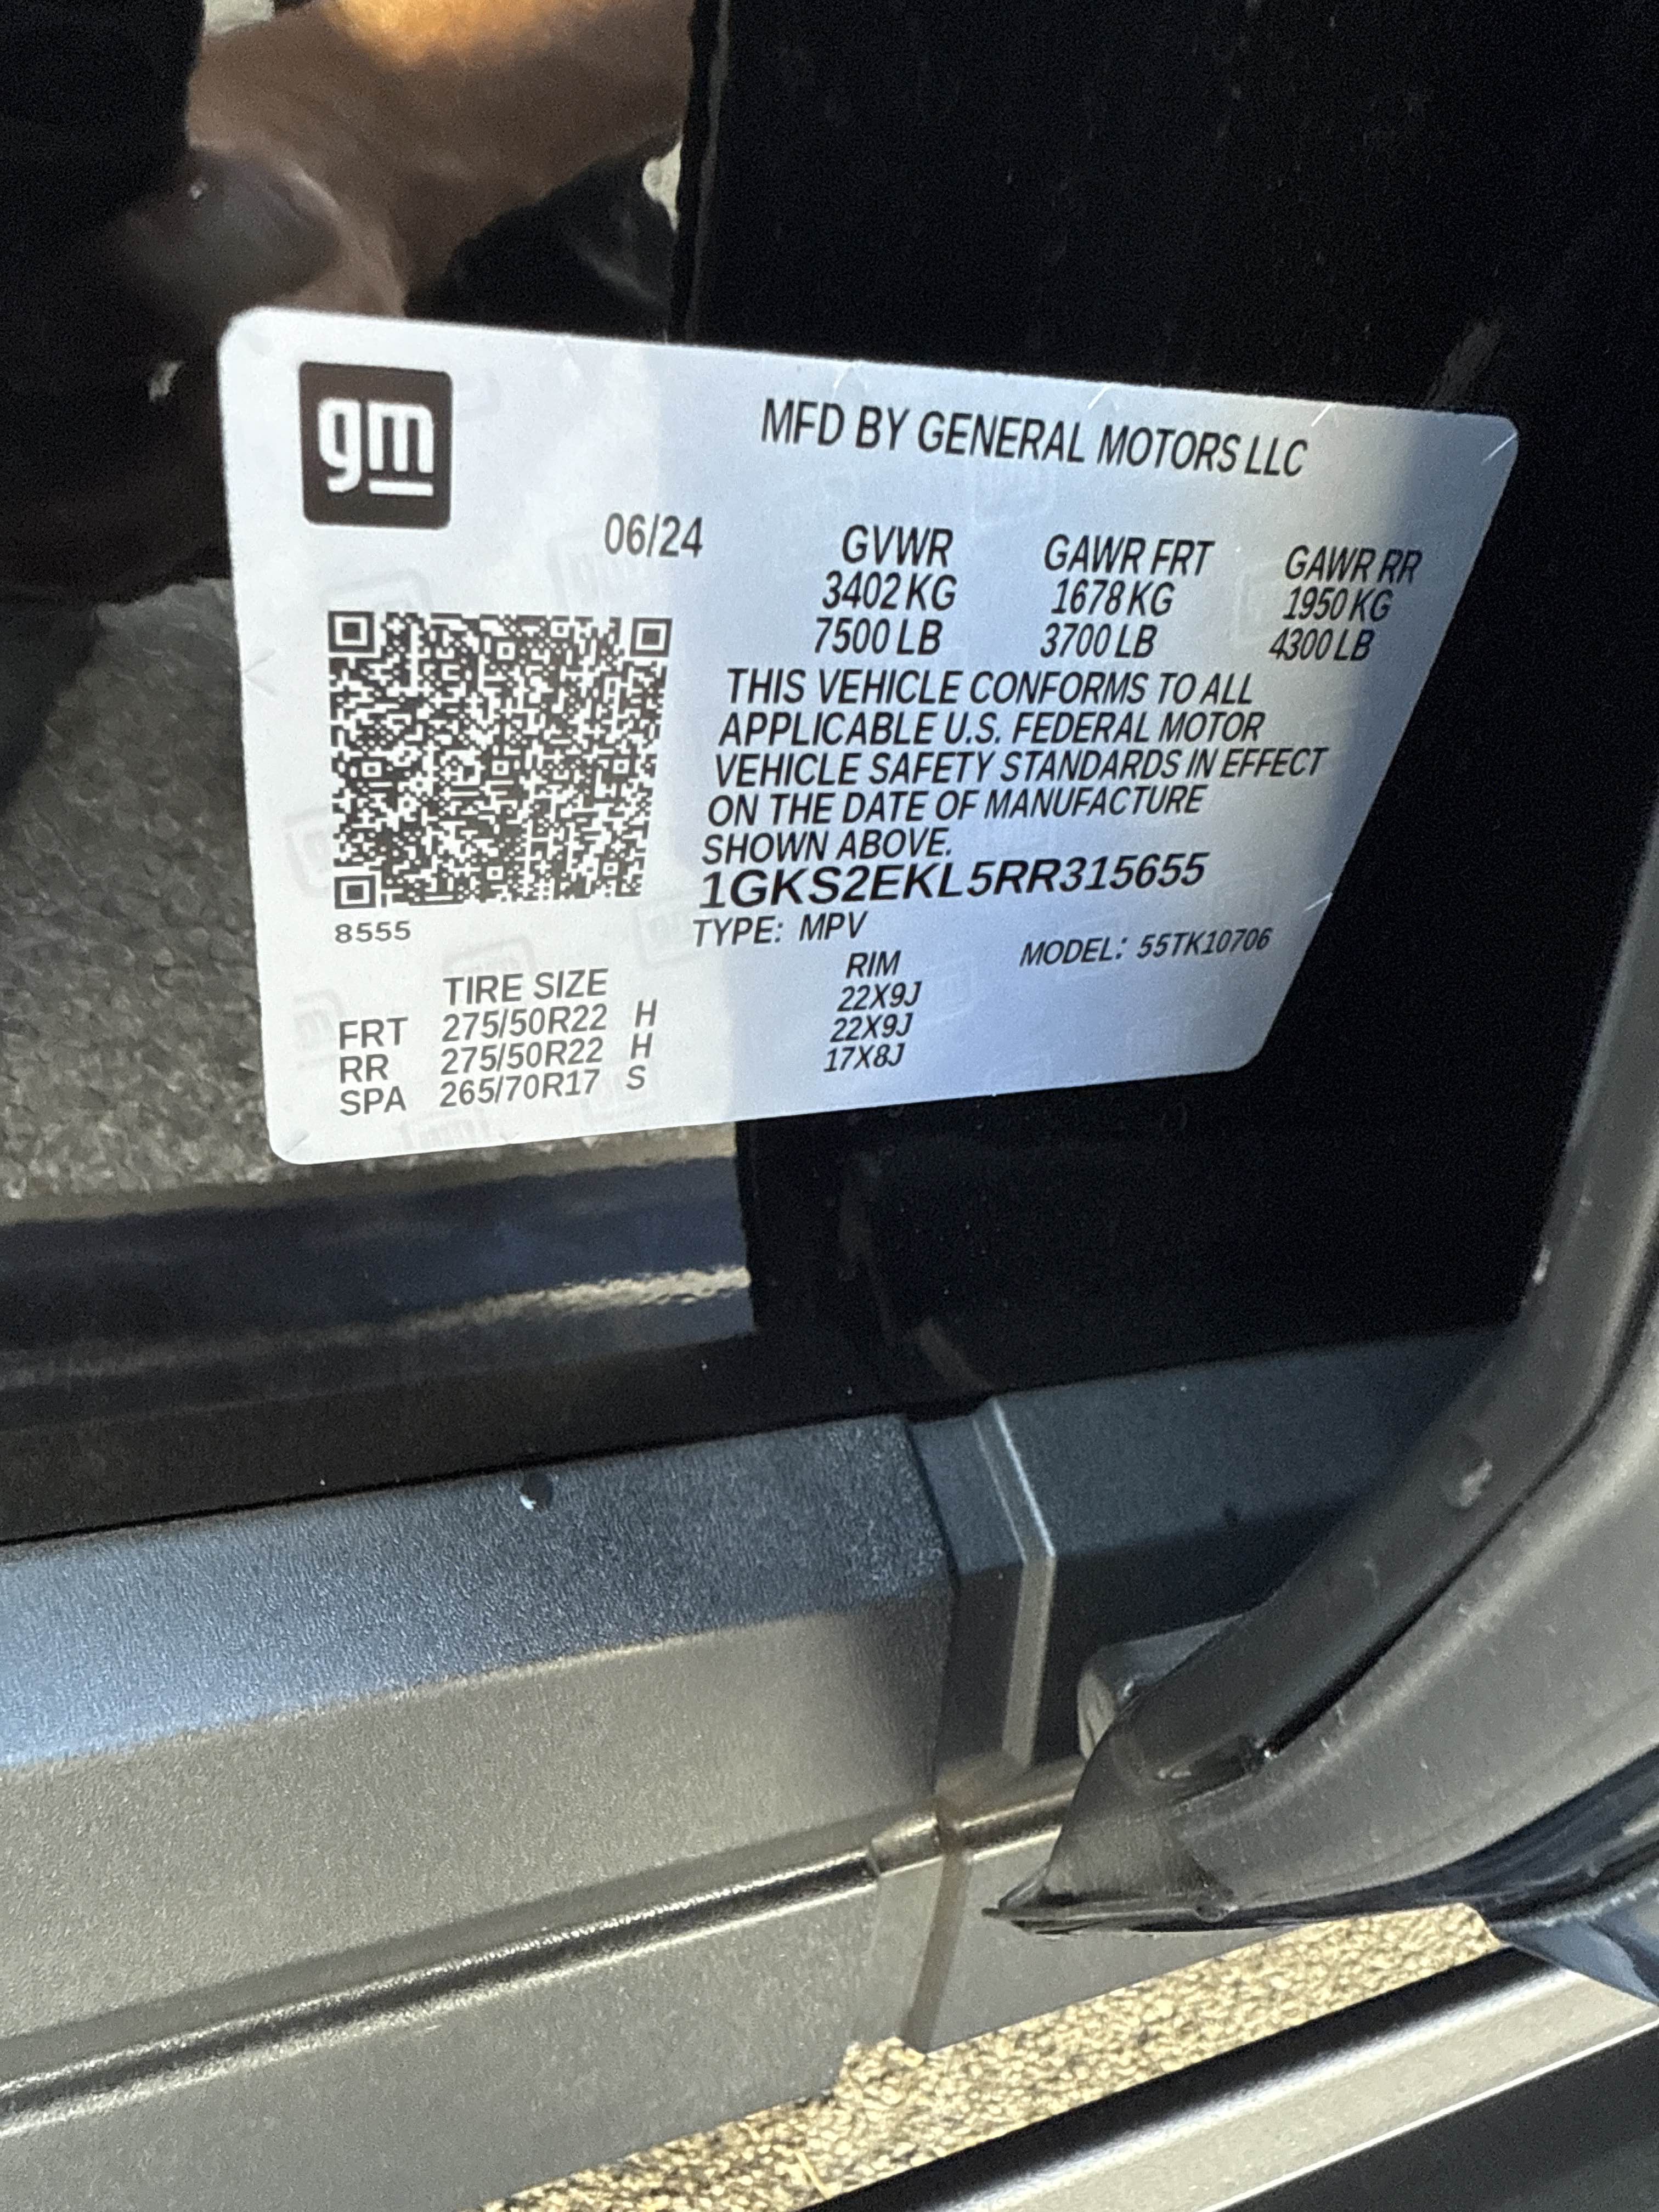 gm
MFD BY GENERAL MOTORS LLC
06/24 GVWR GAWR FRT GAWR RR
3402 KG 1678 KG 1950 KG
7500 LB 3700 LB 4300 LB
THIS VEHICLE CONFORMS TO ALL
APPLICABLE U.S. FEDERAL MOTOR
VEHICLE SAFETY STANDARDS IN EFFECT
ON THE DATE OF MANUFACTURE
SHOWN ABOVE.
1GKS2EKL5RR315655
8555 TYPE: MPV MODEL: 55TK10706
TIRE SIZE RIM
FRT 275/50R22 H 22X9J
RR 275/50R22 H 22X9J
SPA 265/70R17 S 17X8J